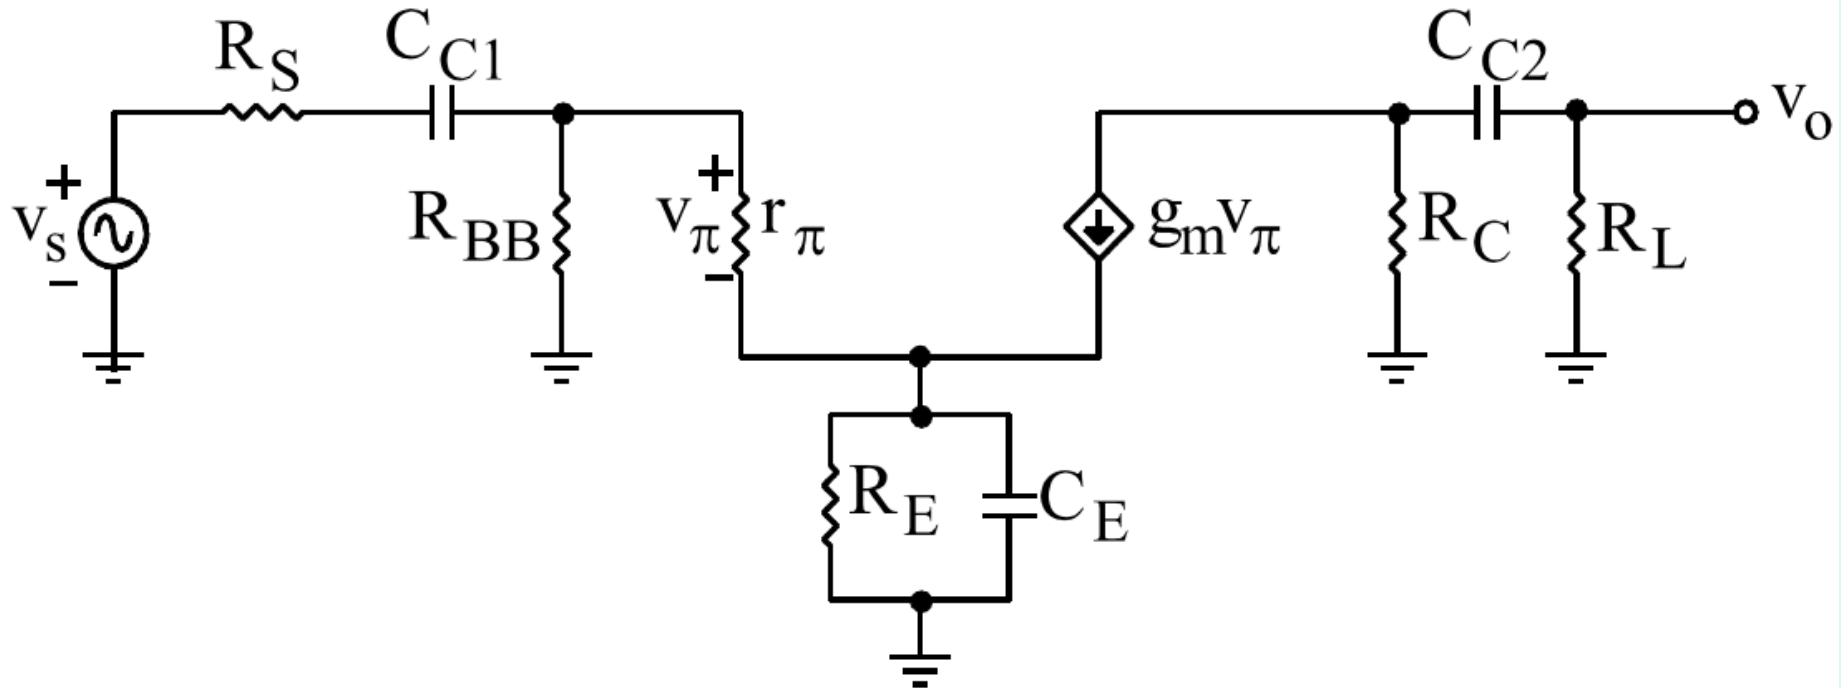 R_S
C_C1
C_C2
v_o
+
v_s
−
R_BB
+
v_π
−
r_π
g_m v_π
R_C
R_L
R_E
C_E